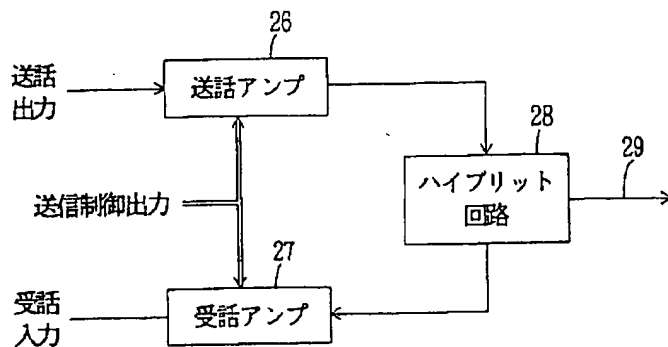 26
送話
出力
送話アンプ
28
29
ハイブリット
回路
送信制御出力
27
受話
入力
受話アンプ